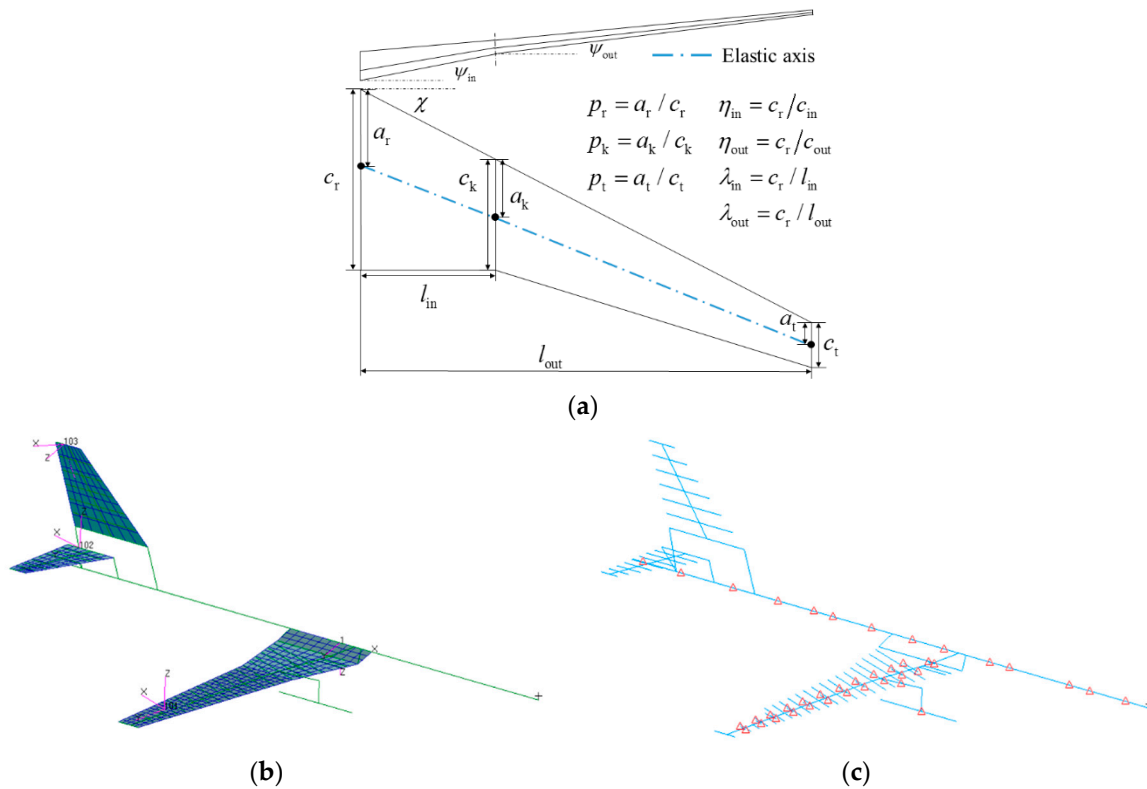 ψout
Elastic axis
ψin
χ
pr = ar / cr ηin = cr/cin
ar
pk = ak / ck ηout = cr/cout
cr
ck
ak
pt = at / ct λin = cr / lin
λout = cr / lout
lin
at
ct
lout
(a)
X 103
Z
Z
X 102
1
X
Z
Z
X
101
(b)
(c)